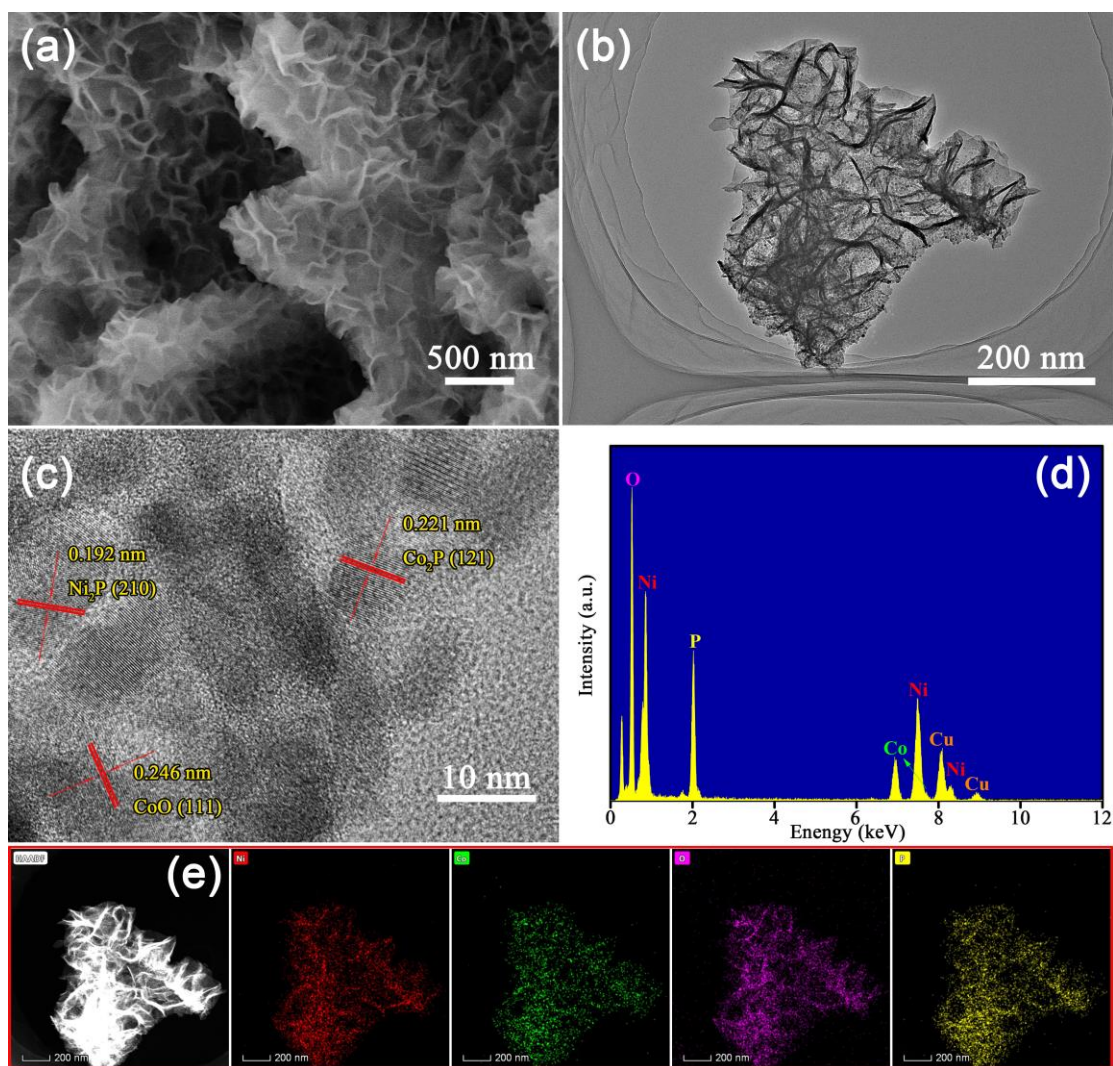 (a)
500 nm
(b)
200 nm
(c)
0.192 nm
Ni₂P (210)
0.221 nm
Co₂P (121)
0.246 nm
CoO (111)
10 nm
(d)
O
Ni
P
Ni
Co
Cu
Ni
Cu
Intensity (a.u.)
0 2 4 6 8 10 12
Energy (keV)
(e)
HAADF
Ni
Co
O
P
200 nm
200 nm
200 nm
200 nm
200 nm